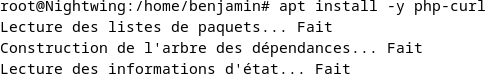 root@Nightwing:/home/benjamin# apt install -y php-curl
Lecture des listes de paquets... Fait
Construction de l'arbre des dépendances... Fait
Lecture des informations d'état... Fait